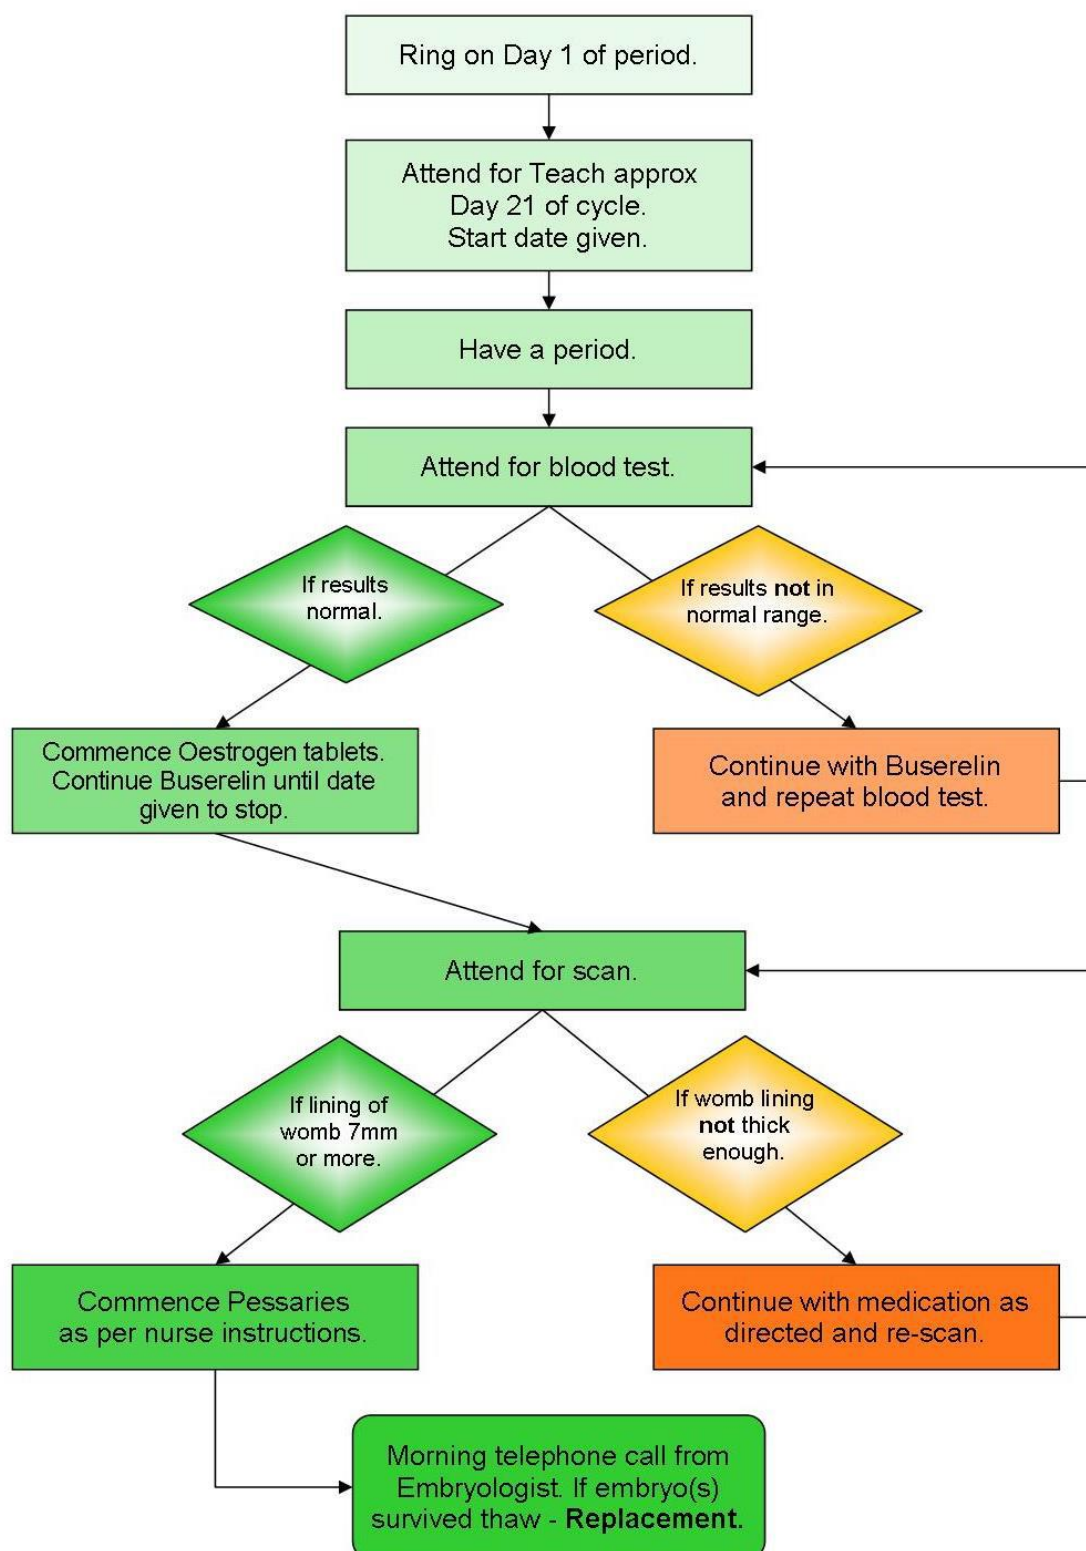 Ring on Day 1 of period.
Attend for Teach approx
Day 21 of cycle.
Start date given.
Have a period.
Attend for blood test.
If results
normal.
If results not in
normal range.
Commence Oestrogen tablets.
Continue Buserelin until date
given to stop.
Continue with Buserelin
and repeat blood test.
Attend for scan.
If lining of
womb 7mm
or more.
If womb lining
not thick
enough.
Commence Pessaries
as per nurse instructions.
Continue with medication as
directed and re-scan.
Morning telephone call from
Embryologist. If embryo(s)
survived thaw - Replacement.